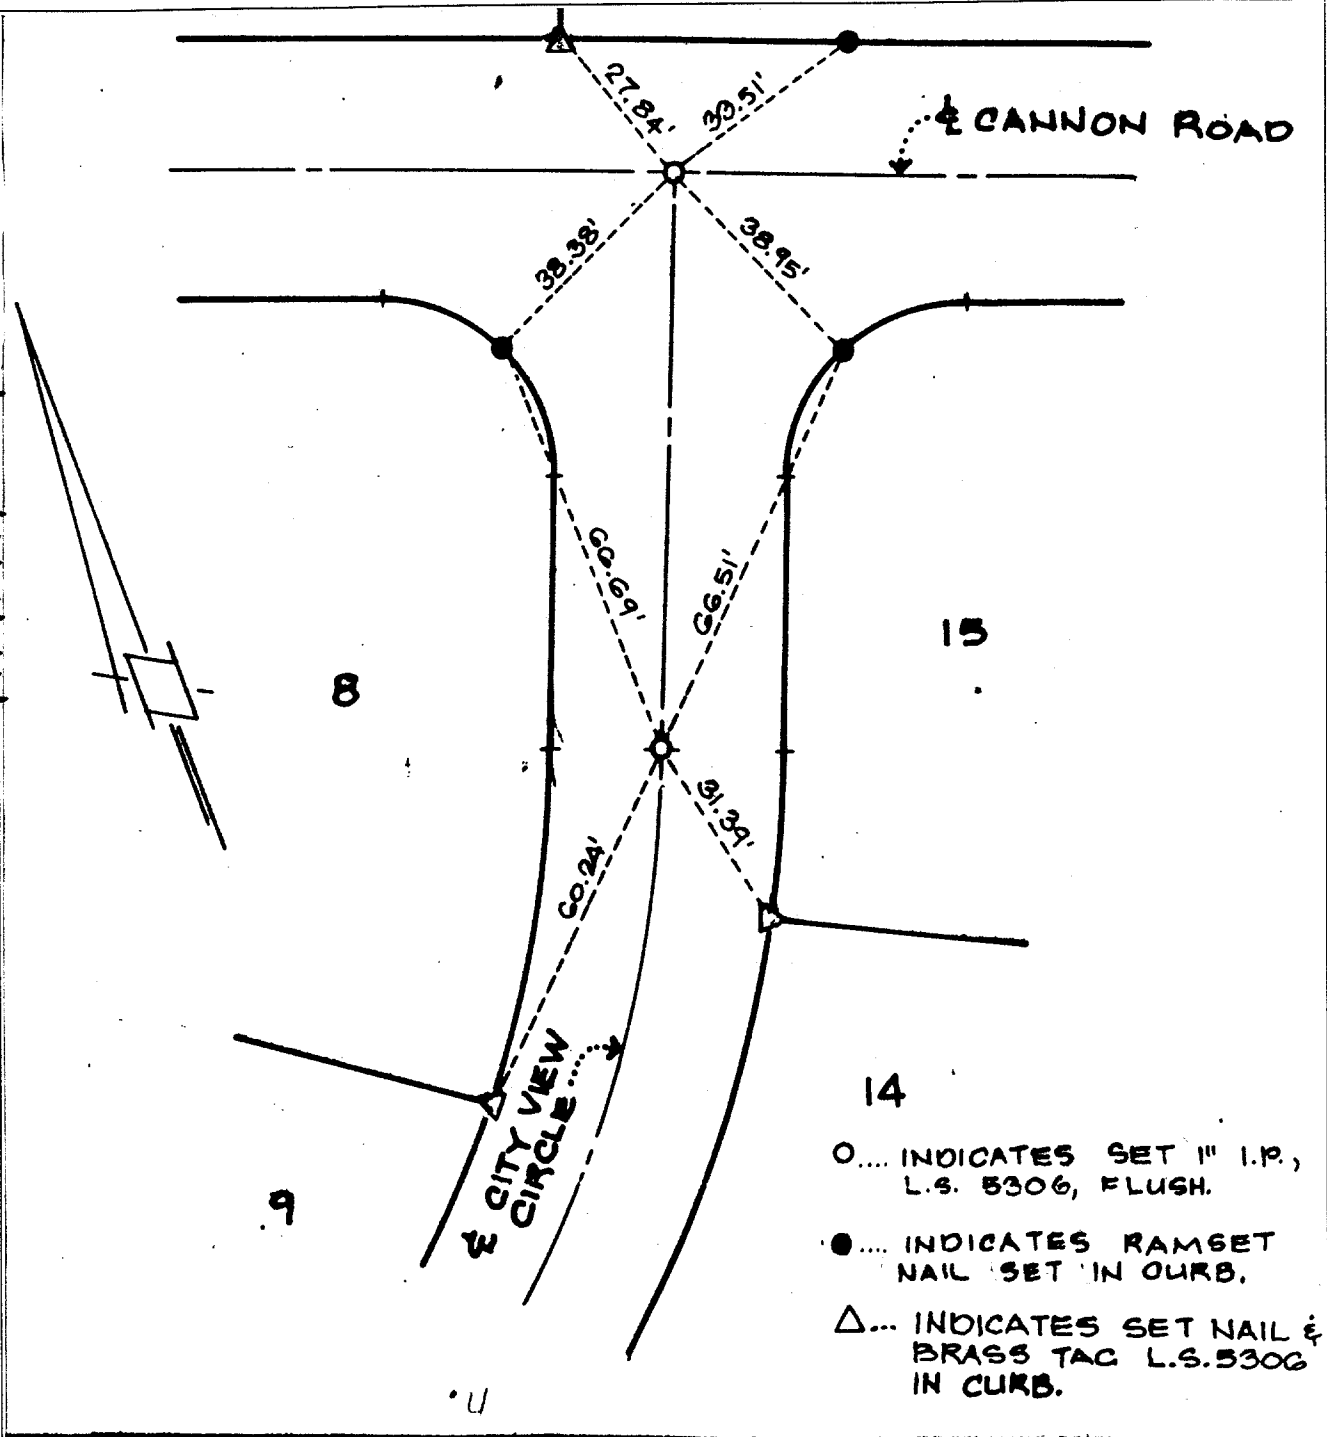 27.84'
33.51'
℄ CANNON ROAD
38.38'
38.95'
66.69'
66.51'
15
8
31.39'
60.24'
℄ CITY VIEW
CIRCLE
14
9
O.... INDICATES SET 1" I.P.,
L.S. 5306, FLUSH.
●.... INDICATES RAMSET
NAIL SET IN CURB.
△... INDICATES SET NAIL &
BRASS TAG L.S. 5306
IN CURB.